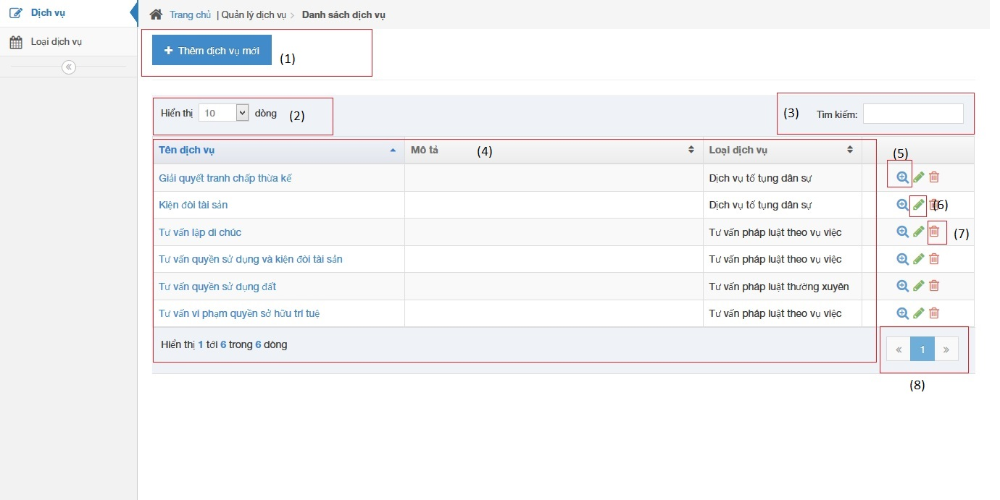 Dịch vụ
Loại dịch vụ
Trang chủ | Quản lý dịch vụ > Danh sách dịch vụ
+ Thêm dịch vụ mới (1)
Hiển thị 10 dòng (2)
(3) Tìm kiếm:
Tên dịch vụ Mô tả (4) Loại dịch vụ
(5)
Giải quyết tranh chấp thừa kế Dịch vụ tố tụng dân sự
Kiện đòi tài sản Dịch vụ tố tụng dân sự (6)
Tư vấn lập di chúc Tư vấn pháp luật theo vụ việc (7)
Tư vấn quyền sử dụng và kiện đòi tài sản Tư vấn pháp luật theo vụ việc
Tư vấn quyền sử dụng đất Tư vấn pháp luật thường xuyên
Tư vấn vi phạm quyền sở hữu trí tuệ Tư vấn pháp luật theo vụ việc
Hiển thị 1 tới 6 trong 6 dòng « 1 »
(8)